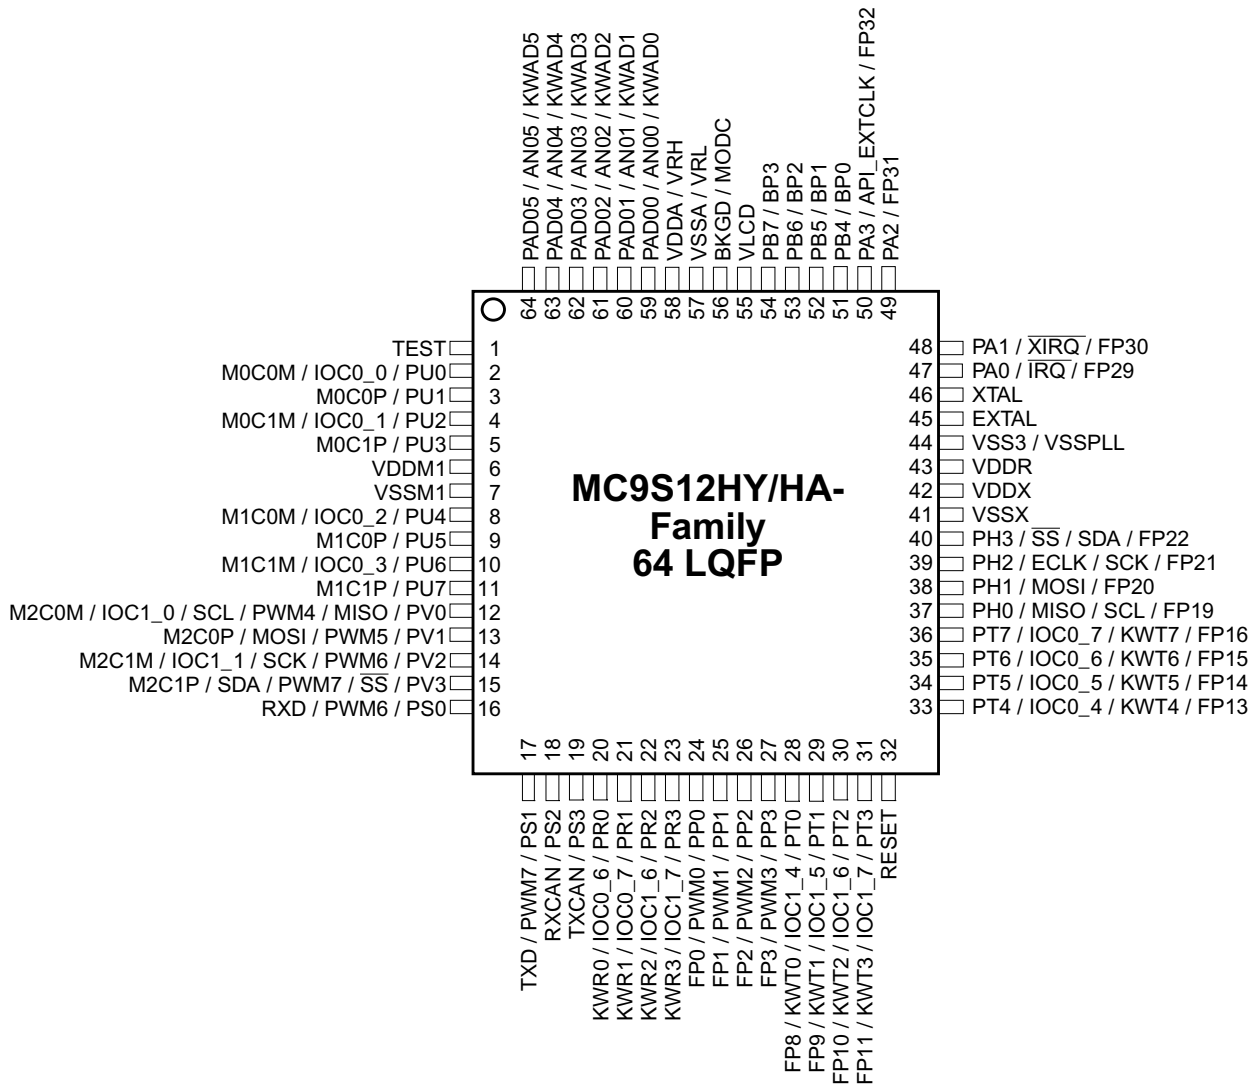 PAD05 / AN05 / KWAD5
PAD04 / AN04 / KWAD4
PAD03 / AN03 / KWAD3
PAD02 / AN02 / KWAD2
PAD01 / AN01 / KWAD1
PAD00 / AN00 / KWAD0
VDDA / VRH
VSSA / VRL
BKGD / MODC
VLCD
PB7 / BP3
PB6 / BP2
PB5 / BP1
PB4 / BP0
PA3 / API_EXTCLK / FP32
PA2 / FP31
64
63
62
61
60
59
58
57
56
55
54
53
52
51
50
49
TEST 1
M0C0M / IOC0_0 / PU0 2
M0C0P / PU1 3
M0C1M / IOC0_1 / PU2 4
M0C1P / PU3 5
VDDM1 6
VSSM1 7
M1C0M / IOC0_2 / PU4 8
M1C0P / PU5 9
M1C1M / IOC0_3 / PU6 10
M1C1P / PU7 11
M2C0M / IOC1_0 / SCL / PWM4 / MISO / PV0 12
M2C0P / MOSI / PWM5 / PV1 13
M2C1M / IOC1_1 / SCK / PWM6 / PV2 14
M2C1P / SDA / PWM7 / SS / PV3 15
RXD / PWM6 / PS0 16
MC9S12HY/HA-
Family
64 LQFP
48 PA1 / XIRQ / FP30
47 PA0 / IRQ / FP29
46 XTAL
45 EXTAL
44 VSS3 / VSSPLL
43 VDDR
42 VDDX
41 VSSX
40 PH3 / SS / SDA / FP22
39 PH2 / ECLK / SCK / FP21
38 PH1 / MOSI / FP20
37 PH0 / MISO / SCL / FP19
36 PT7 / IOC0_7 / KWT7 / FP16
35 PT6 / IOC0_6 / KWT6 / FP15
34 PT5 / IOC0_5 / KWT5 / FP14
33 PT4 / IOC0_4 / KWT4 / FP13
17
18
19
20
21
22
23
24
25
26
27
28
29
30
31
32
TXD / PWM7 / PS1
RXCAN / PS2
TXCAN / PS3
KWR0 / IOC0_6 / PR0
KWR1 / IOC0_7 / PR1
KWR2 / IOC1_6 / PR2
KWR3 / IOC1_7 / PR3
FP0 / PWM0 / PP0
FP1 / PWM1 / PP1
FP2 / PWM2 / PP2
FP3 / PWM3 / PP3
FP8 / KWT0 / IOC1_4 / PT0
FP9 / KWT1 / IOC1_5 / PT1
FP10 / KWT2 / IOC1_6 / PT2
FP11 / KWT3 / IOC1_7 / PT3
RESET